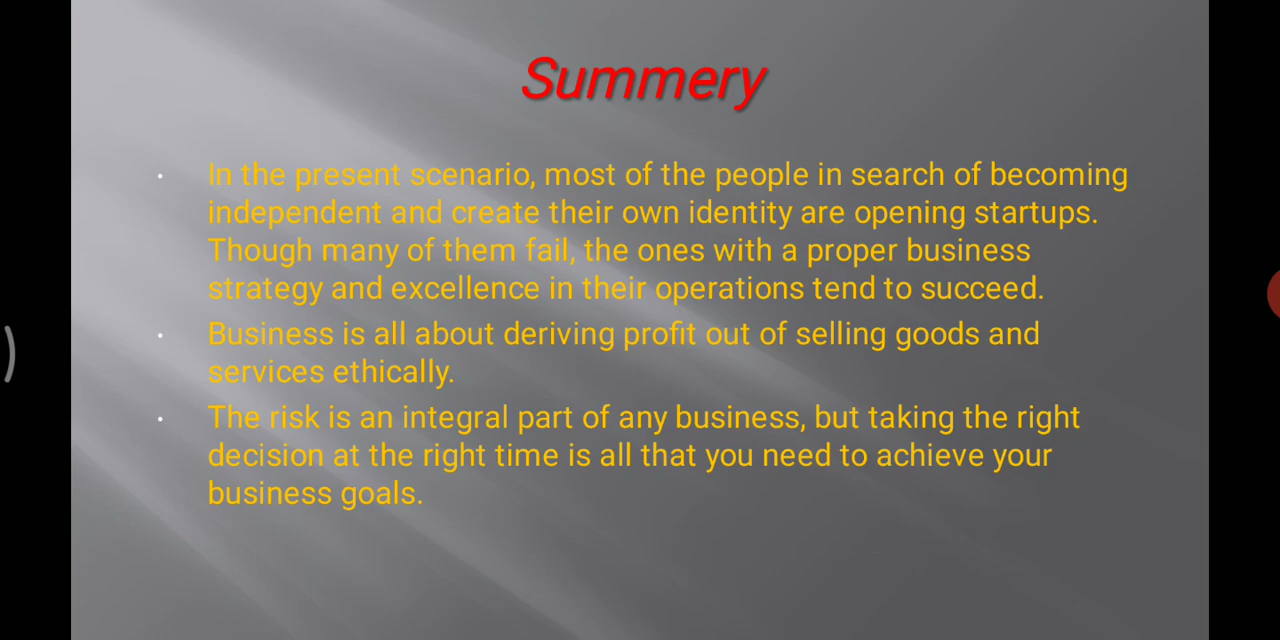 Summery
· In the present scenario, most of the people in search of becoming
independent and create their own identity are opening startups.
Though many of them fail, the ones with a proper business
strategy and excellence in their operations tend to succeed.
· Business is all about deriving profit out of selling goods and
services ethically.
· The risk is an integral part of any business, but taking the right
decision at the right time is all that you need to achieve your
business goals.